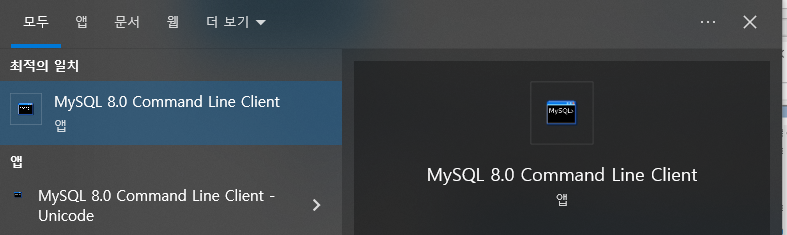 모두 앱 문서 웹 더 보기
최적의 일치
MySQL 8.0 Command Line Client
앱
앱
MySQL 8.0 Command Line Client -
Unicode
MySQL>
MySQL 8.0 Command Line Client
앱